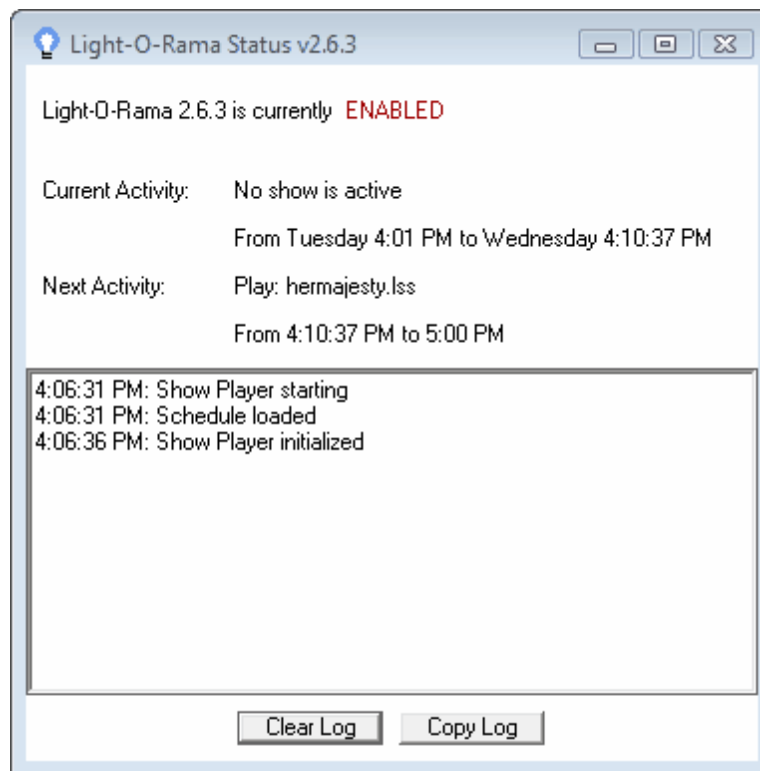 Light-O-Rama Status v2.6.3
Light-O-Rama 2.6.3 is currently ENABLED
Current Activity: No show is active
From Tuesday 4:01 PM to Wednesday 4:10:37 PM
Next Activity: Play: hermajesty.lss
From 4:10:37 PM to 5:00 PM
4:06:31 PM: Show Player starting
4:06:31 PM: Schedule loaded
4:06:36 PM: Show Player initialized
Clear Log Copy Log